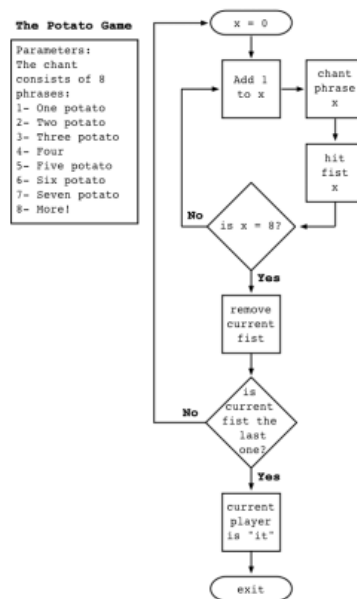 The Potato Game
Parameters:
The chant
consists of 8
phrases:
1- One potato
2- Two potato
3- Three potato
4- Four
5- Five potato
6- Six potato
7- Seven potato
8- More!
x = 0
Add 1
to x
chant
phrase
x
hit
fist
x
No
is x = 8?
Yes
remove
current
fist
No
is
current
fist the
last
one?
Yes
current
player
is "it"
exit